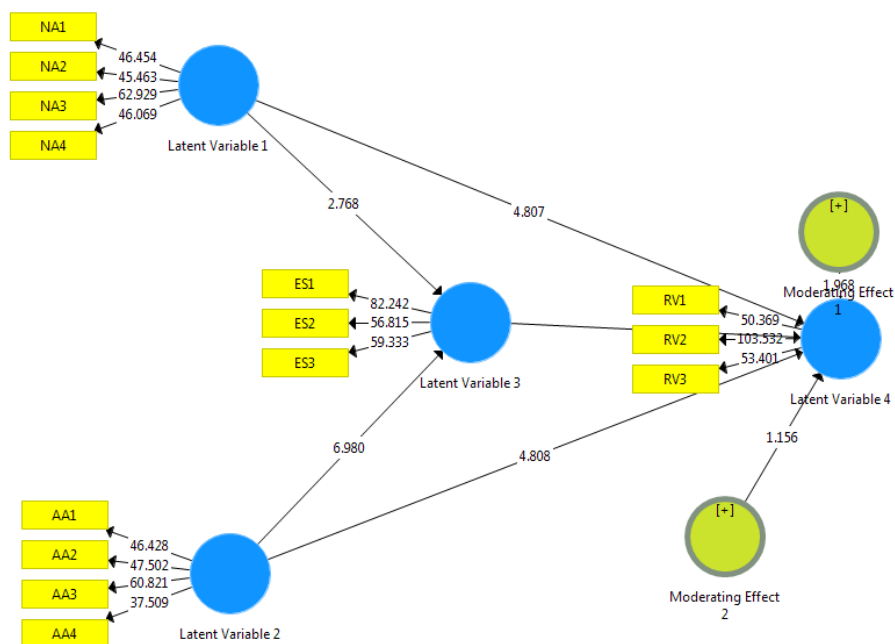 NA1
46.454
NA2
45.463
NA3
62.929
NA4
46.069
Latent Variable 1
2.768
4.807
[+]
1.968
Moderating Effect
1
ES1
82.242
ES2
56.815
ES3
59.333
Latent Variable 3
RV1
50.369
RV2
103.532
RV3
53.401
Latent Variable 4
6.980
4.808
1.156
[+]
Moderating Effect
2
AA1
46.428
AA2
47.502
AA3
60.821
AA4
37.509
Latent Variable 2